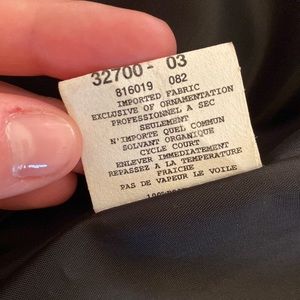 32700- 03
816019 082
IMPORTED FABRIC
EXCLUSIVE OF ORNAMENTATION
PROFESSIONNEL A SEC
SEULEMENT
N'IMPORTE QUEL COMMUN
SOLVANT ORGANIQUE
CYCLE COURT
ENLEVER IMMEDIATEMENT
REPASSEZ A LA TEMPERATURE
FRAICHE
PAS DE VAPEUR LE VOILE